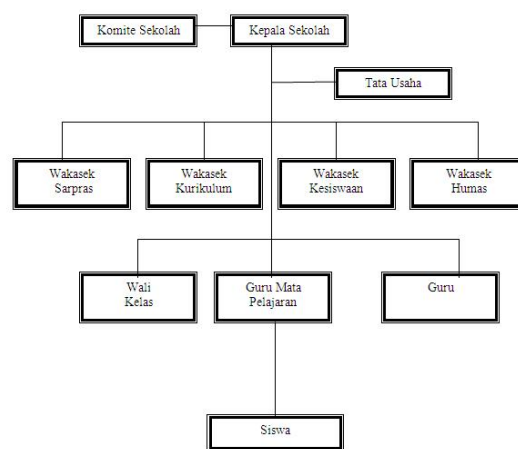 Komite Sekolah
Kepala Sekolah
Tata Usaha
Wakasek
Sarpras
Wakasek
Kurikulum
Wakasek
Kesiswaan
Wakasek
Humas
Wali
Kelas
Guru Mata
Pelajaran
Guru
Siswa